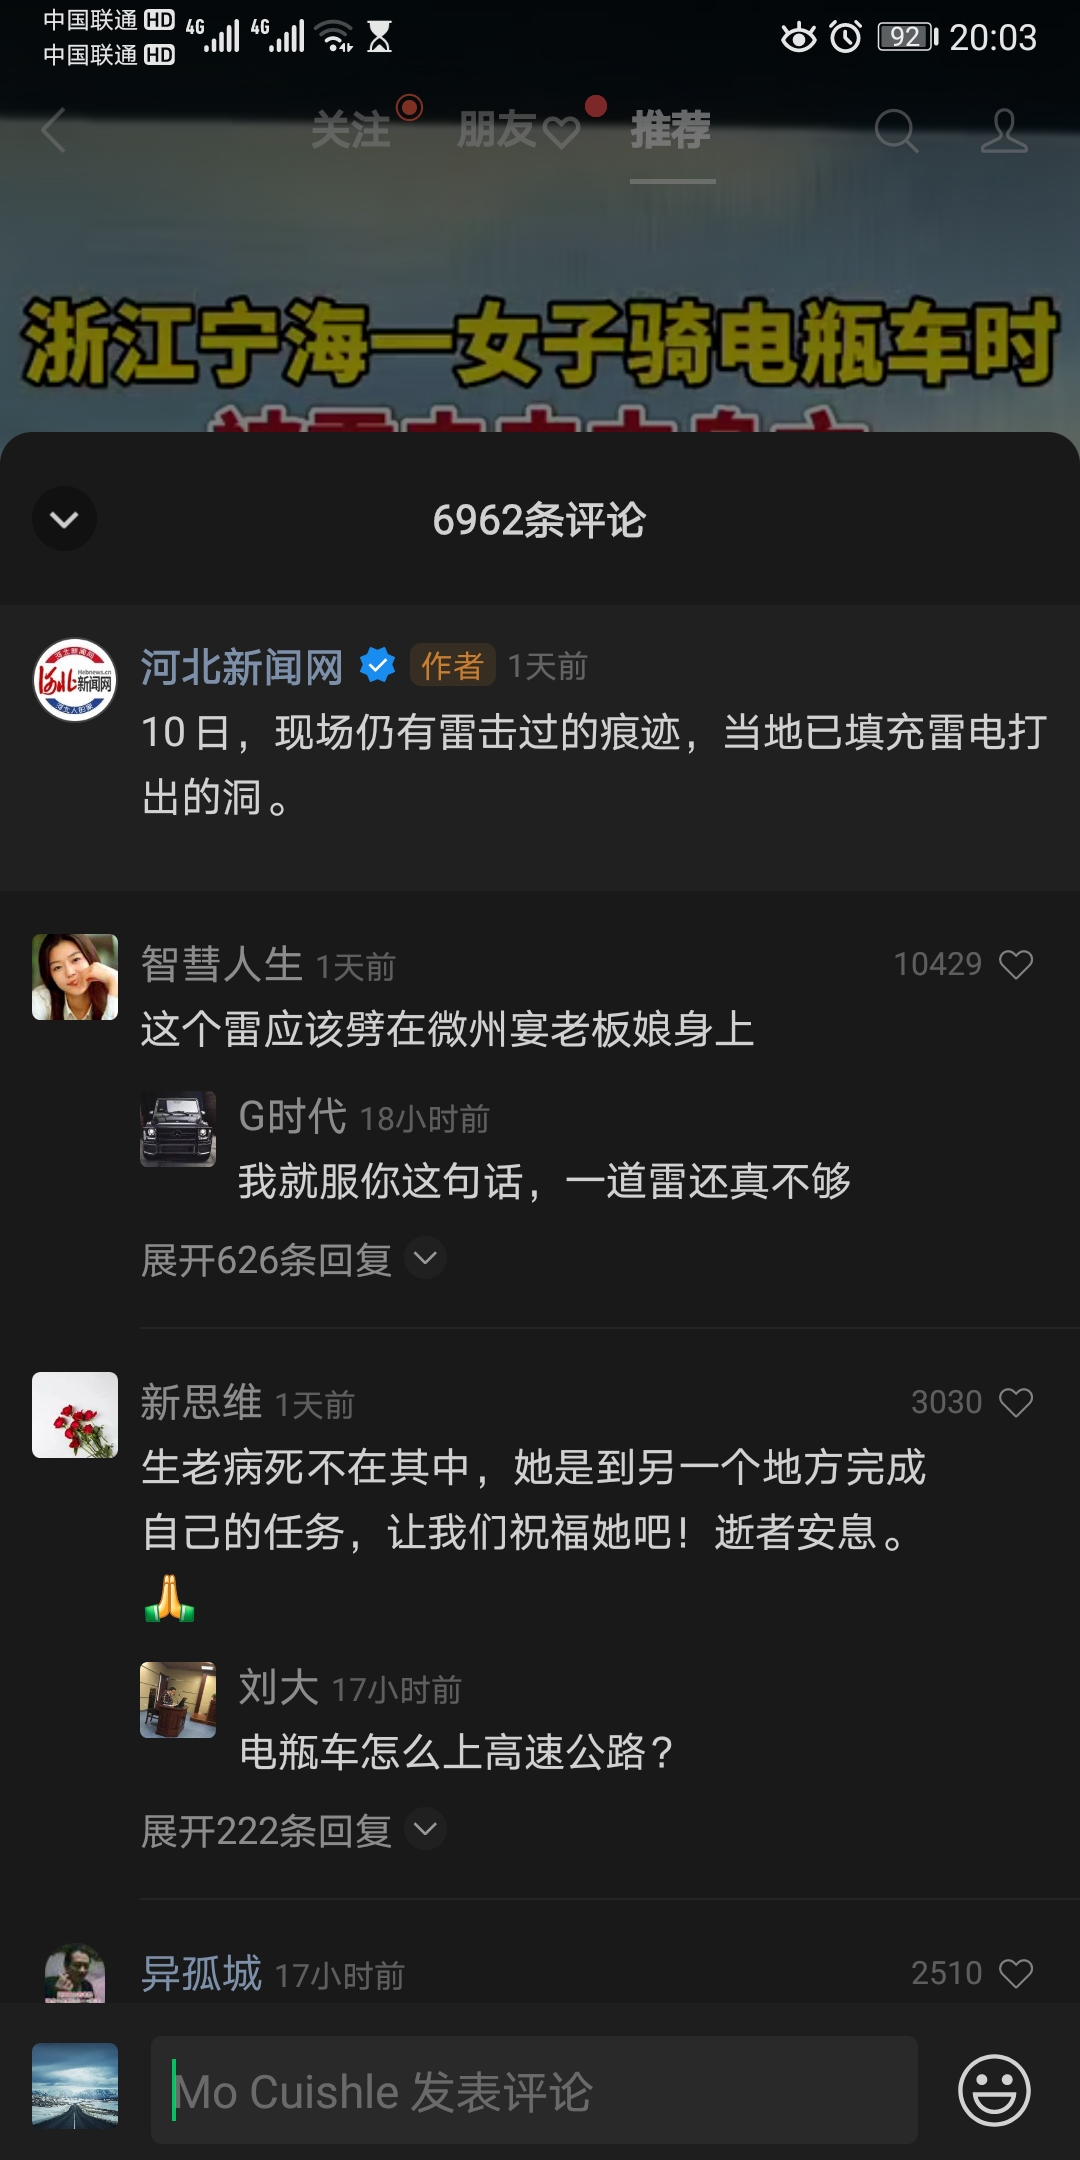 中国联通 HD 4G 4G 92 20:03
中国联通 HD
关注 朋友 推荐
浙江宁海一女子骑电瓶车时
6962条评论
河北新闻网 作者 1天前
10日，现场仍有雷击过的痕迹，当地已填充雷电打
出的洞。
智彗人生 1天前 10429
这个雷应该劈在微州宴老板娘身上
G时代 18小时前
我就服你这句话，一道雷还真不够
展开626条回复
新思维 1天前 3030
生老病死不在其中，她是到另一个地方完成
自己的任务，让我们祝福她吧！逝者安息。
🙏
刘大 17小时前
电瓶车怎么上高速公路？
展开222条回复
异孤城 17小时前 2510
Mo Cuishle 发表评论